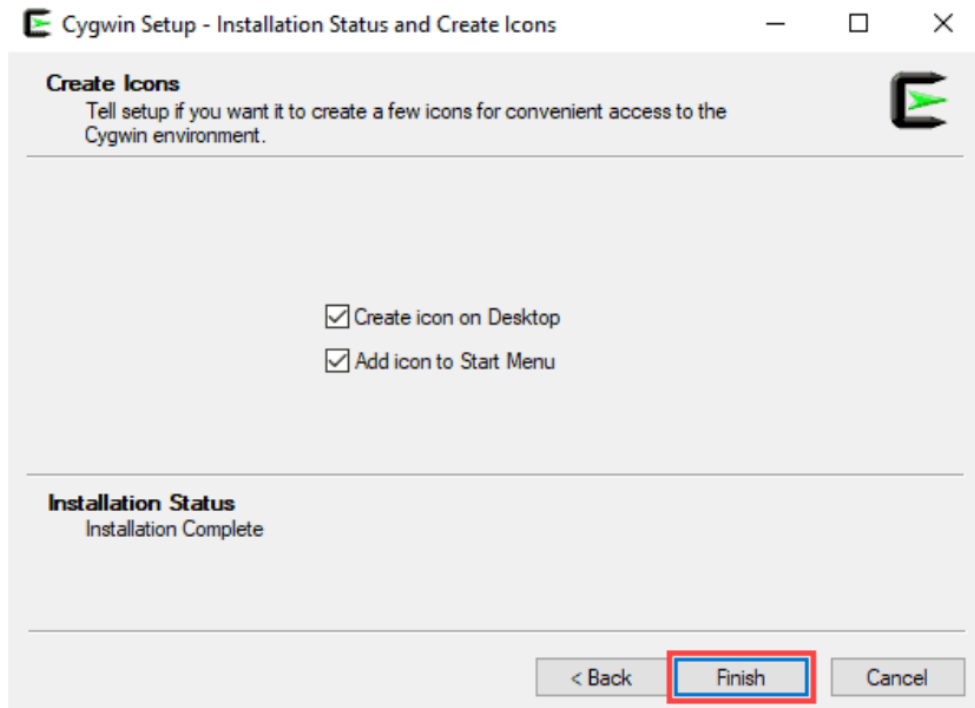 Cygwin Setup - Installation Status and Create Icons
Create Icons
Tell setup if you want it to create a few icons for convenient access to the
Cygwin environment.
Create icon on Desktop
Add icon to Start Menu
Installation Status
Installation Complete
< Back Finish Cancel